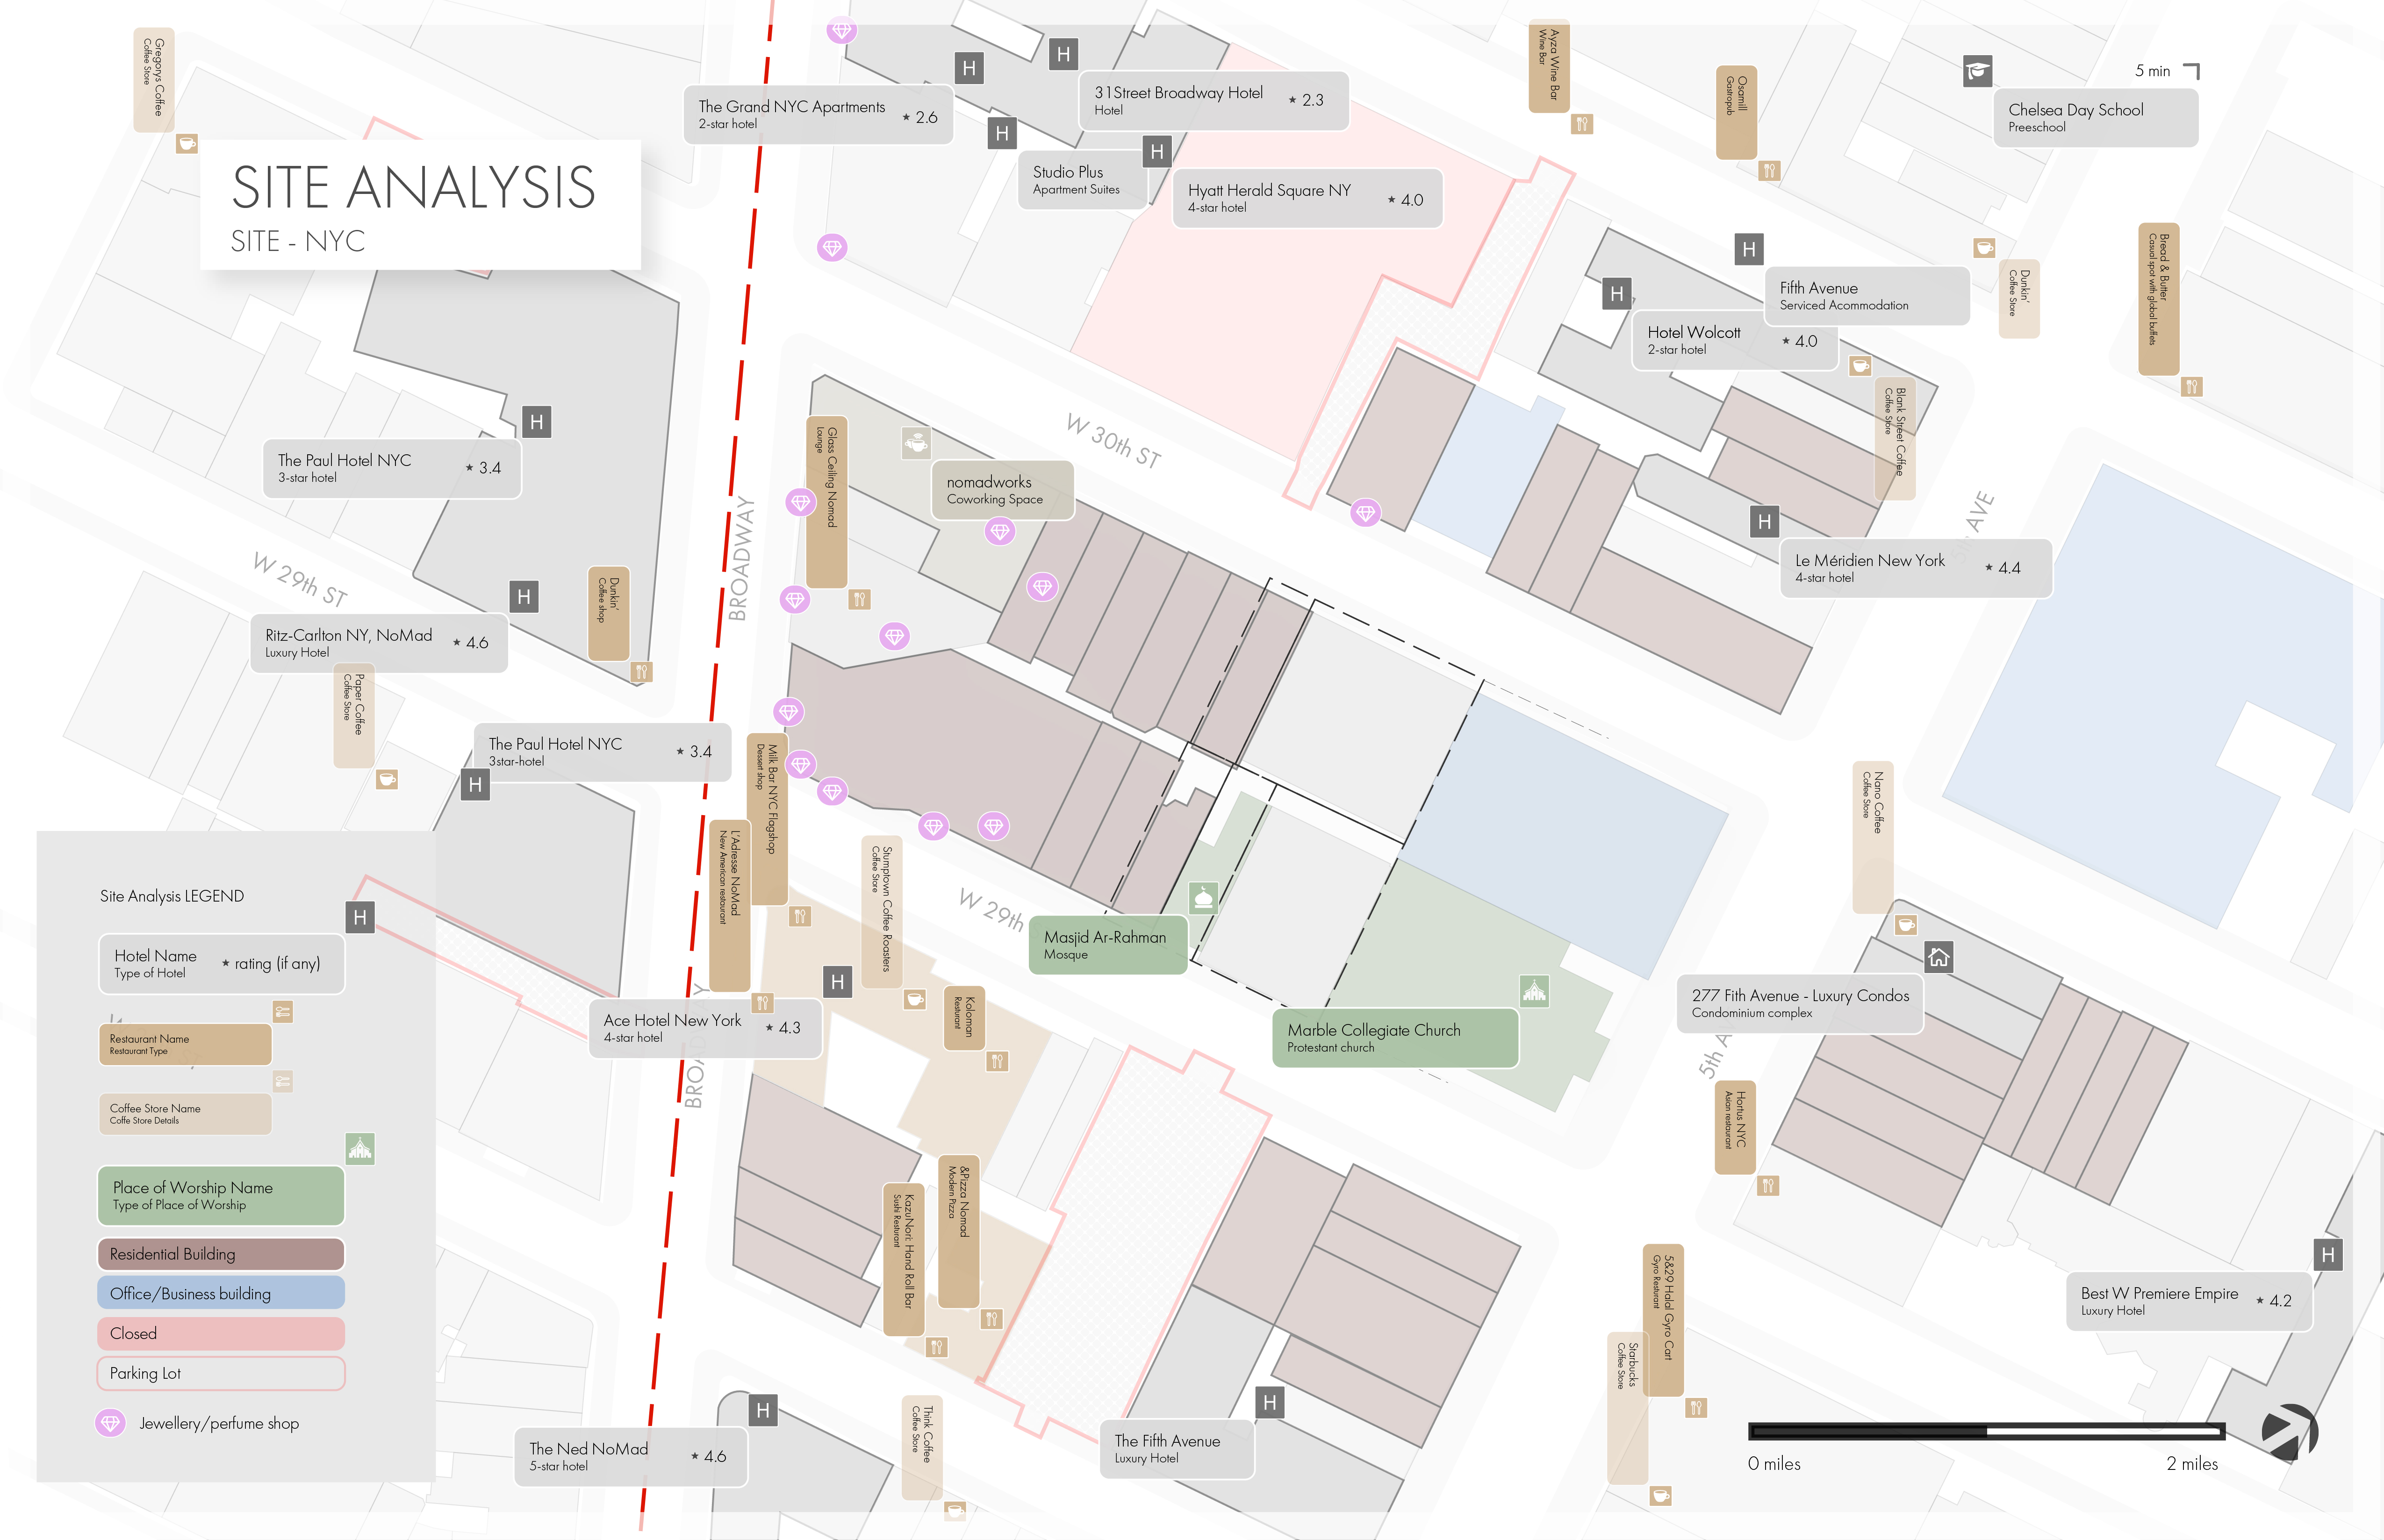 Gregorys Coffee
Coffee Store
SITE ANALYSIS
SITE - NYC
The Grand NYC Apartments
2-star hotel
★ 2.6
H
H
H
H
31Street Broadway Hotel
Hotel
★ 2.3
Studio Plus
Apartment Suites
Hyatt Herald Square NY
4-star hotel
★ 4.0
Ayza Wine Bar
Wine Bar
Osamill
Gastropub
5 min
Chelsea Day School
Preeschool
Bread & Butter
Casual spot with global buffets
Dunkin'
Coffee Store
H
Fifth Avenue
Serviced Acommodation
H
Hotel Wolcott
2-star hotel
★ 4.0
Blank Street Coffee
Coffee Store
H
Le Méridien New York
4-star hotel
★ 4.4
AVE
W 30th ST
H
The Paul Hotel NYC
3-star hotel
★ 3.4
W 29th ST
H
Ritz-Carlton NY, NoMad
Luxury Hotel
★ 4.6
Dunkin'
Coffee shop
Paper Coffee
Coffee Store
BROADWAY
Glass Ceiling Nomad
Lounge
nomadworks
Coworking Space
The Paul Hotel NYC
3star-hotel
★ 3.4
H
Milk Bar NYC Flagshop
Dessert shop
L'Adresse NoMad
New American restaurant
Stumptown Coffee Roasters
Coffee Store
W 29th
Masjid Ar-Rahman
Mosque
Marble Collegiate Church
Protestant church
Nano Coffee
Coffee Store
277 Fith Avenue - Luxury Condos
Condominium complex
5th A
H
Ace Hotel New York
4-star hotel
★ 4.3
BROADWAY
Koloman
Resturant
&Pizza Nomad
Modern Pizza
KazuNori: Hand Roll Bar
Sushi Resturant
Hortus NYC
Asian restaurant
5&29 Halal Gyro Cart
Gyro Resturant
Starbucks
Coffee Store
H
Best W Premiere Empire
Luxury Hotel
★ 4.2
H
The Fifth Avenue
Luxury Hotel
Think Coffee
Coffee Store
H
The Ned NoMad
5-star hotel
★ 4.6
0 miles
2 miles
Site Analysis LEGEND
H
Hotel Name
Type of Hotel
★ rating (if any)
Restaurant Name
Restaurant Type
Coffee Store Name
Coffe Store Details
Place of Worship Name
Type of Place of Worship
Residential Building
Office/Business building
Closed
Parking Lot
Jewellery/perfume shop